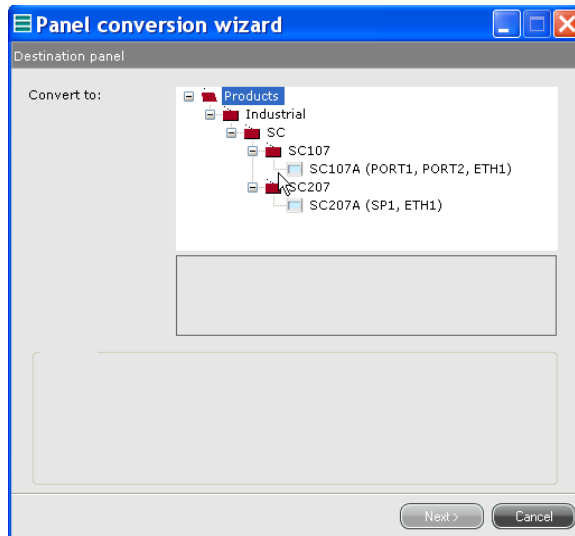 Panel conversion wizard
Destination panel
Convert to:
Products
Industrial
SC
SC107
SC107A (PORT1, PORT2, ETH1)
SC207
SC207A (SP1, ETH1)
Next >
Cancel